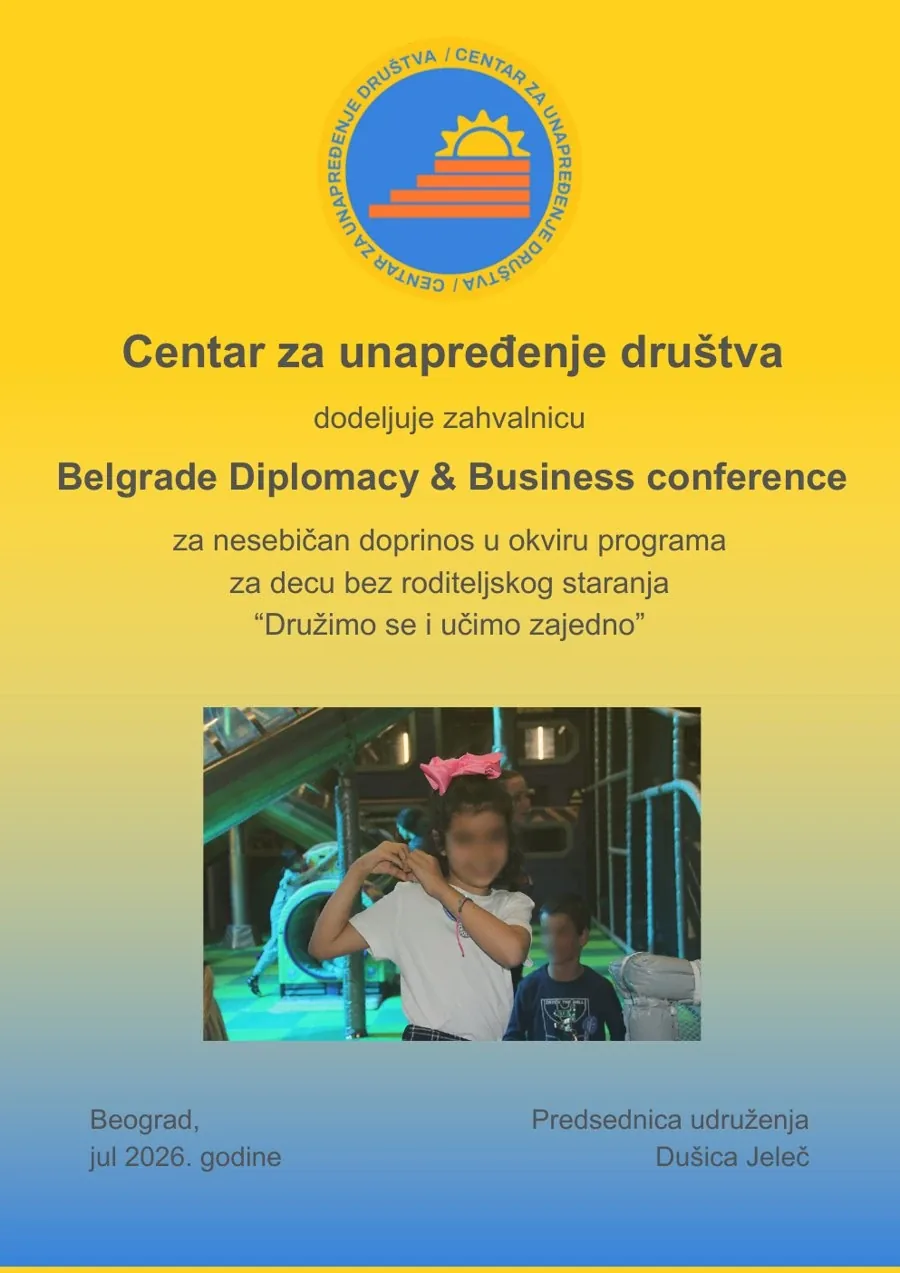 CENTAR ZA UNAPREĐENJE DRUŠTVA / CENTAR ZA UNAPREĐENJE DRUŠTVA /
Centar za unapređenje društva
dodeljuje zahvalnicu
Belgrade Diplomacy & Business conference
za nesebičan doprinos u okviru programa
za decu bez roditeljskog staranja
“Družimo se i učimo zajedno”
Beograd,
jul 2026. godine
Predsednica udruženja
Dušica Jeleč